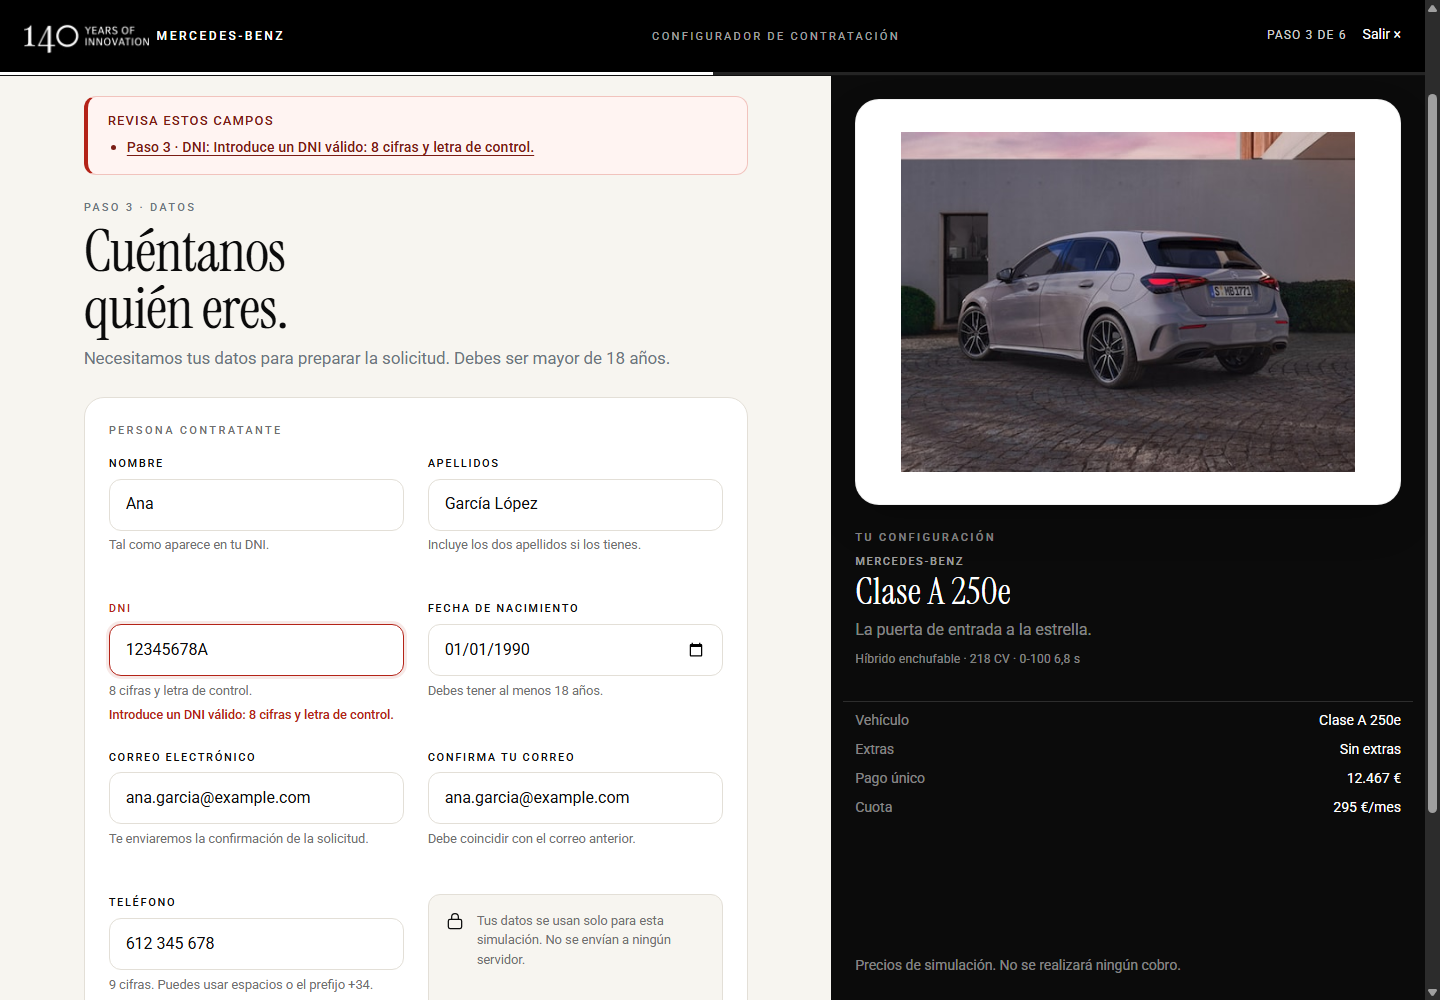 140 YEARS OF INNOVATION MERCEDES-BENZ
CONFIGURADOR DE CONTRATACIÓN
PASO 3 DE 6 Salir ×
REVISA ESTOS CAMPOS
• Paso 3 · DNI: Introduce un DNI válido: 8 cifras y letra de control.
PASO 3 · DATOS
Cuéntanos
quién eres.
Necesitamos tus datos para preparar la solicitud. Debes ser mayor de 18 años.
PERSONA CONTRATANTE
NOMBRE
Ana
Tal como aparece en tu DNI.
APELLIDOS
García López
Incluye los dos apellidos si los tienes.
DNI
12345678A
8 cifras y letra de control.
Introduce un DNI válido: 8 cifras y letra de control.
FECHA DE NACIMIENTO
01/01/1990
Debes tener al menos 18 años.
CORREO ELECTRÓNICO
ana.garcia@example.com
Te enviaremos la confirmación de la solicitud.
CONFIRMA TU CORREO
ana.garcia@example.com
Debe coincidir con el correo anterior.
TELÉFONO
612 345 678
9 cifras. Puedes usar espacios o el prefijo +34.
Tus datos se usan solo para esta
simulación. No se envían a ningún
servidor.
TU CONFIGURACIÓN
MERCEDES-BENZ
Clase A 250e
La puerta de entrada a la estrella.
Híbrido enchufable · 218 CV · 0-100 6,8 s
Vehículo Clase A 250e
Extras Sin extras
Pago único 12.467 €
Cuota 295 €/mes
Precios de simulación. No se realizará ningún cobro.